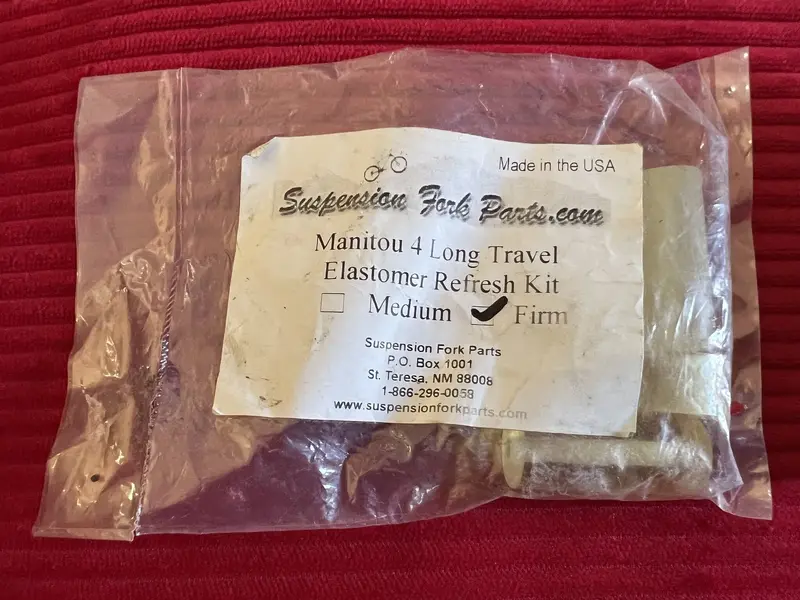 Made in the USA
Suspension Fork Parts.com
Manitou 4 Long Travel
Elastomer Refresh Kit
Medium Firm
Suspension Fork Parts
P.O. Box 1001
St. Teresa, NM 88008
1-866-296-0058
www.suspensionforkparts.com